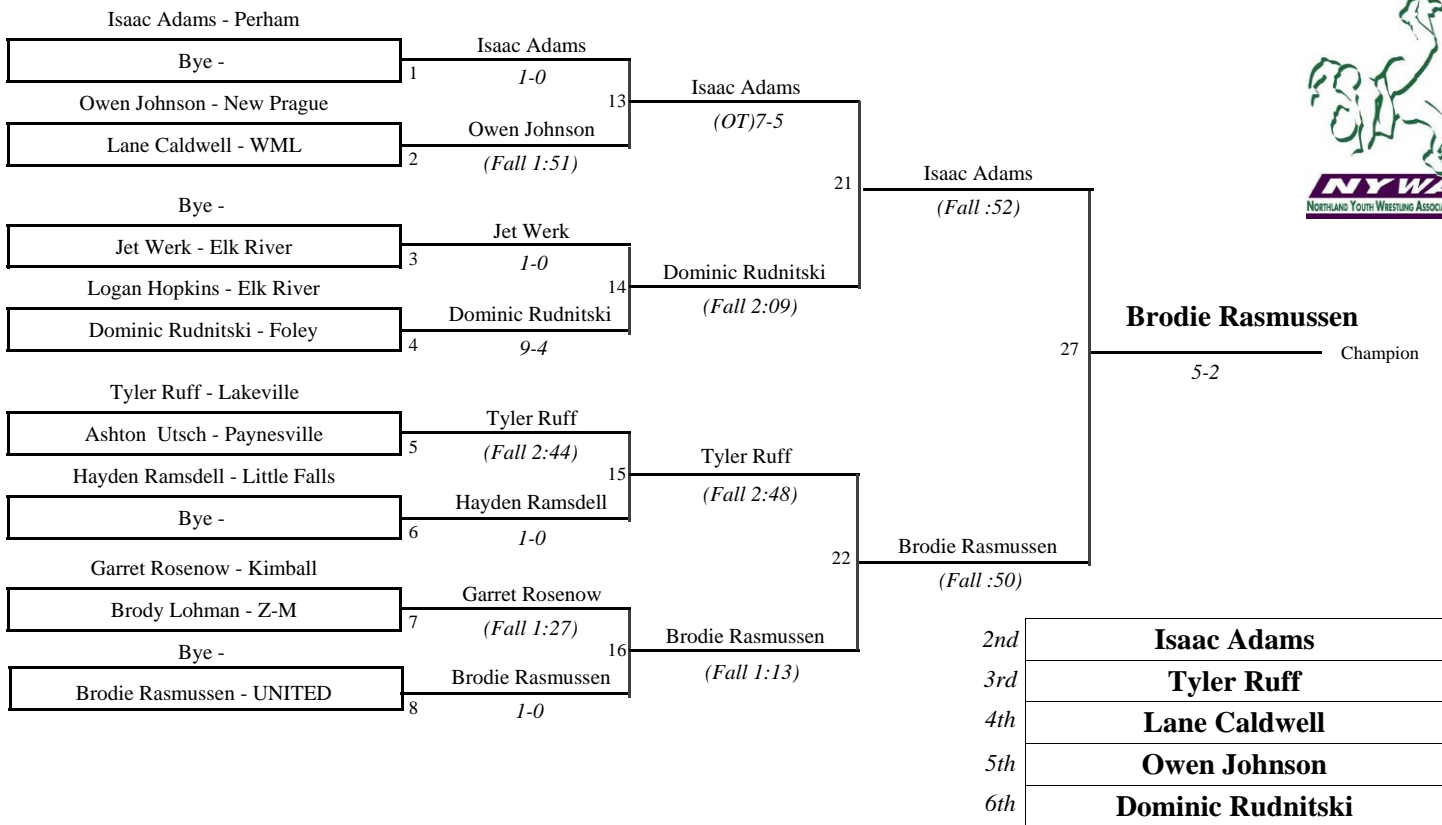 Isaac Adams - Perham
Bye -
1
Owen Johnson - New Prague
Lane Caldwell - WML
2
Bye -
Jet Werk - Elk River
3
Logan Hopkins - Elk River
Dominic Rudnitski - Foley
4
Tyler Ruff - Lakeville
Ashton  Utsch - Paynesville
5
Hayden Ramsdell - Little Falls
Bye -
6
Garret Rosenow - Kimball
Brody Lohman - Z-M
7
Bye -
Brodie Rasmussen - UNITED
8
Isaac Adams
1-0
13
Owen Johnson
(Fall 1:51)
Jet Werk
1-0
14
Dominic Rudnitski
9-4
Tyler Ruff
(Fall 2:44)
15
Hayden Ramsdell
1-0
Garret Rosenow
(Fall 1:27)
16
Brodie Rasmussen
1-0
Isaac Adams
(OT)7-5
21
Dominic Rudnitski
(Fall 2:09)
Tyler Ruff
(Fall 2:48)
22
Brodie Rasmussen
(Fall 1:13)
Isaac Adams
(Fall :52)
27
Brodie Rasmussen
(Fall :50)
Brodie Rasmussen
Champion
5-2
NYWA
NORTHLAND YOUTH WRESTLING ASSOC
2nd Isaac Adams
3rd Tyler Ruff
4th Lane Caldwell
5th Owen Johnson
6th Dominic Rudnitski